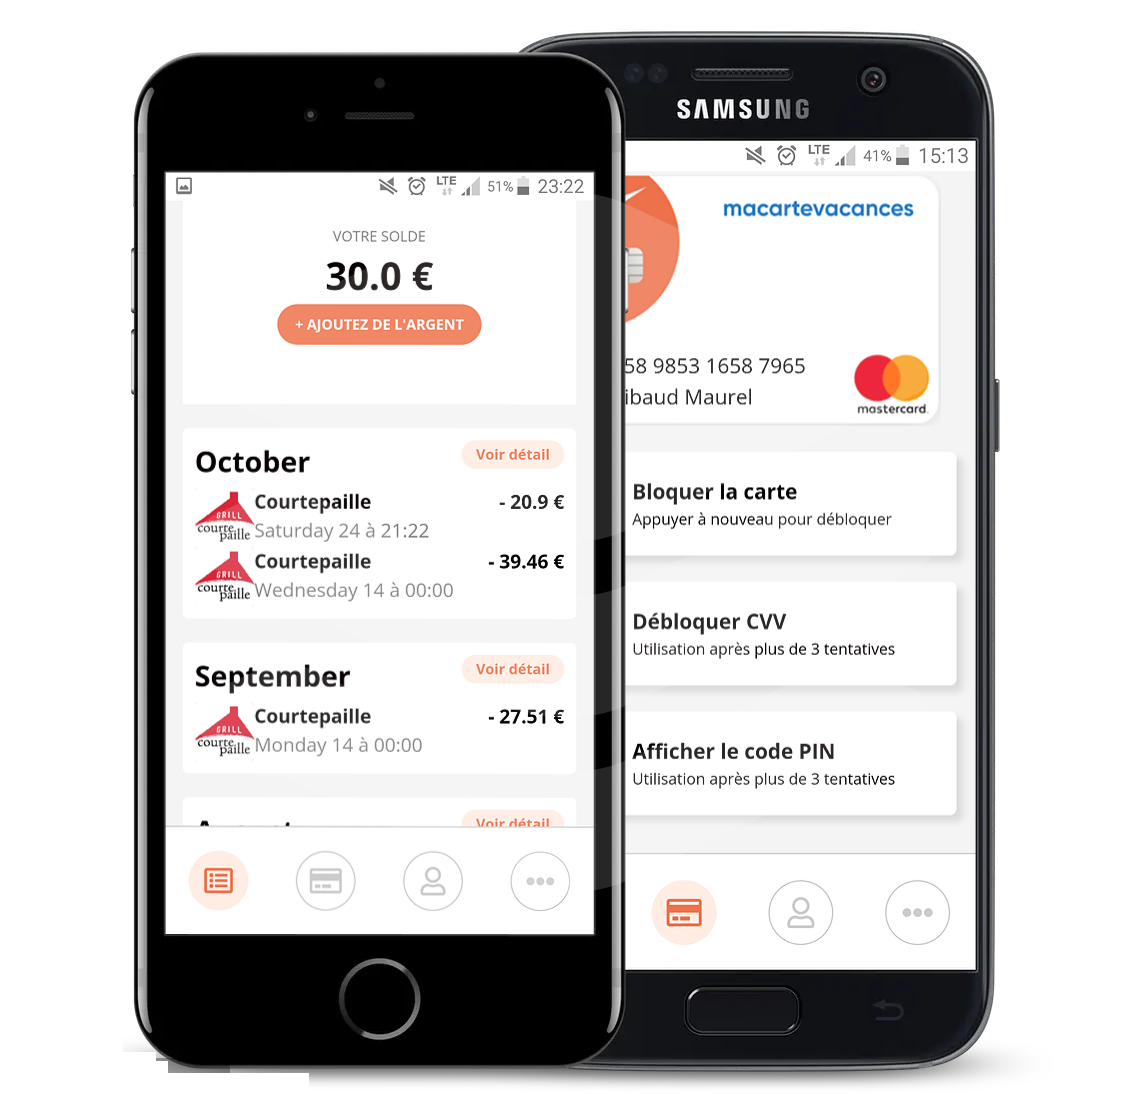 LTE 51% 23:22
VOTRE SOLDE
30.0 €
+ AJOUTEZ DE L'ARGENT
October
Voir détail
GRILL
courte
paille
Courtepaille
- 20.9 €
Saturday 24 à 21:22
GRILL
courte
paille
Courtepaille
- 39.46 €
Wednesday 14 à 00:00
September
Voir détail
GRILL
courte
paille
Courtepaille
- 27.51 €
Monday 14 à 00:00
Voir détail
SAMSUNG
LTE 41% 15:13
macartevacances
58 9853 1658 7965
ibaud Maurel
mastercard.
Bloquer la carte
Appuyer à nouveau pour débloquer
Débloquer CVV
Utilisation après plus de 3 tentatives
Afficher le code PIN
Utilisation après plus de 3 tentatives